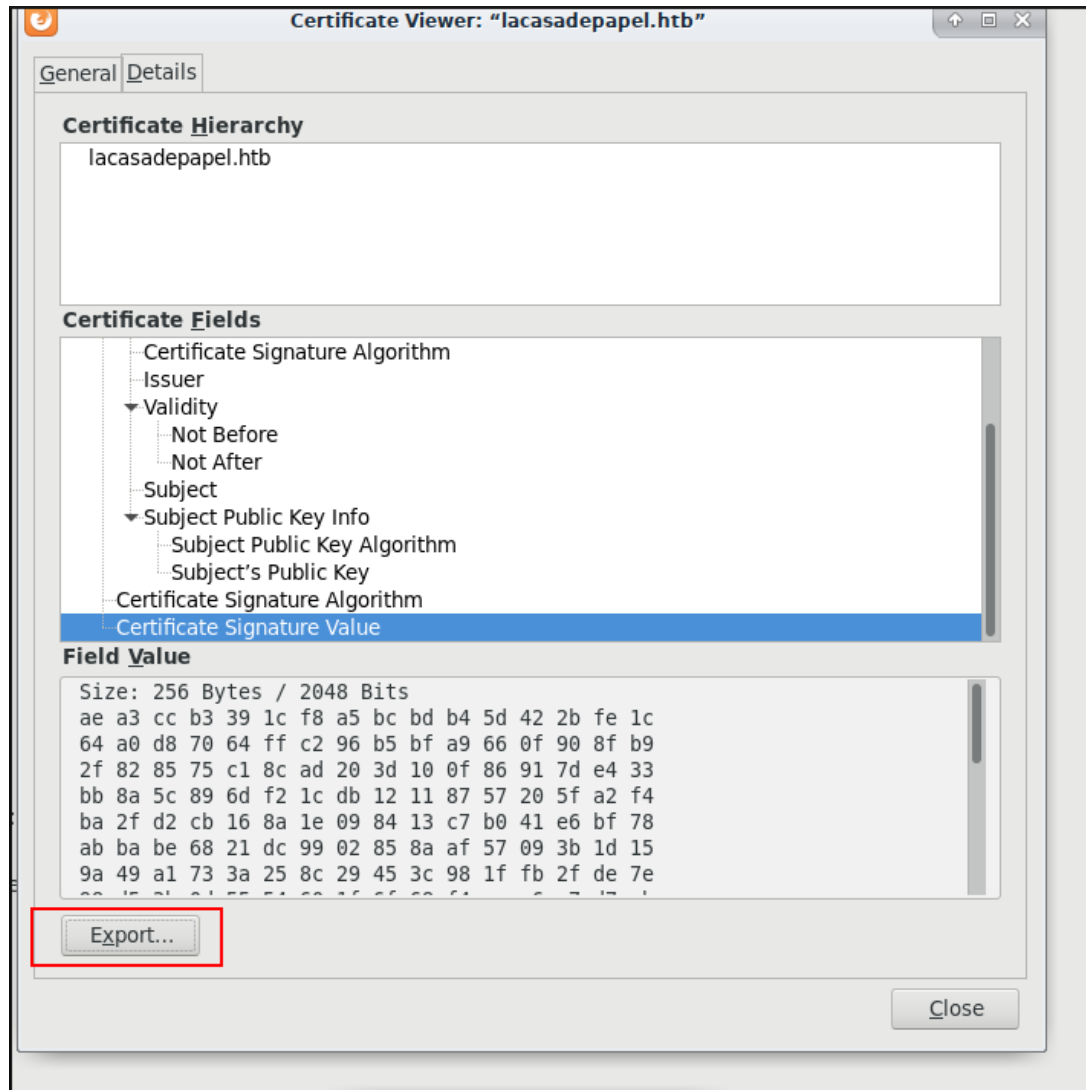 Certificate Viewer: “lacasadepapel.htb”
General Details
Certificate Hierarchy
lacasadepapel.htb
Certificate Fields
Certificate Signature Algorithm
Issuer
Validity
Not Before
Not After
Subject
Subject Public Key Info
Subject Public Key Algorithm
Subject’s Public Key
Certificate Signature Algorithm
Certificate Signature Value
Field Value
Size: 256 Bytes / 2048 Bits
ae a3 cc b3 39 1c f8 a5 bc bd b4 5d 42 2b fe 1c
64 a0 d8 70 64 ff c2 96 b5 bf a9 66 0f 90 8f b9
2f 82 85 75 c1 8c ad 20 3d 10 0f 86 91 7d e4 33
bb 8a 5c 89 6d f2 1c db 12 11 87 57 20 5f a2 f4
ba 2f d2 cb 16 8a 1e 09 84 13 c7 b0 41 e6 bf 78
ab ba be 68 21 dc 99 02 85 8a af 57 09 3b 1d 15
9a 49 a1 73 3a 25 8c 29 45 3c 98 1f fb 2f de 7e
Export...
Close